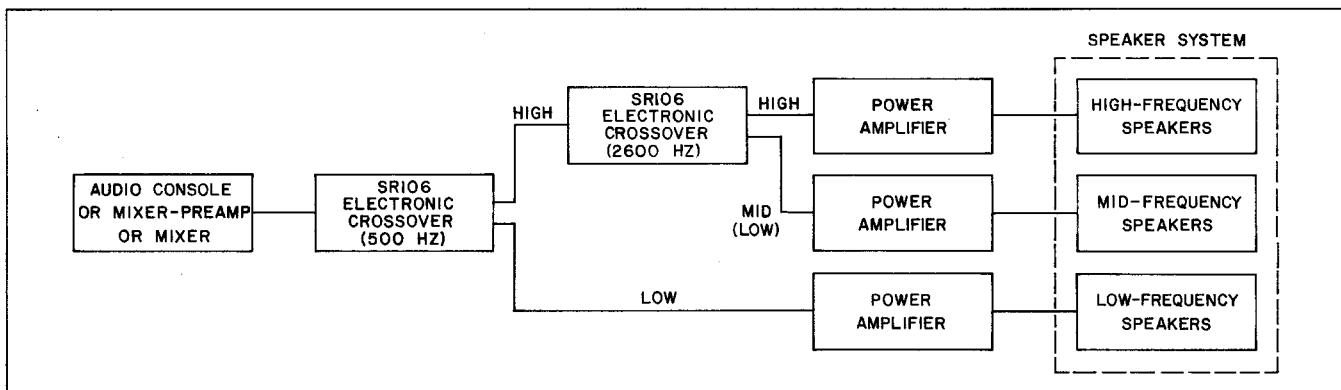 SPEAKER SYSTEM
SR106
ELECTRONIC
CROSSOVER
(2600 HZ)
HIGH
HIGH
POWER
AMPLIFIER
HIGH-FREQUENCY
SPEAKERS
AUDIO CONSOLE
OR MIXER-PREAMP
OR MIXER
SR106
ELECTRONIC
CROSSOVER
(500 HZ)
MID
(LOW)
POWER
AMPLIFIER
MID-FREQUENCY
SPEAKERS
LOW
POWER
AMPLIFIER
LOW-FREQUENCY
SPEAKERS